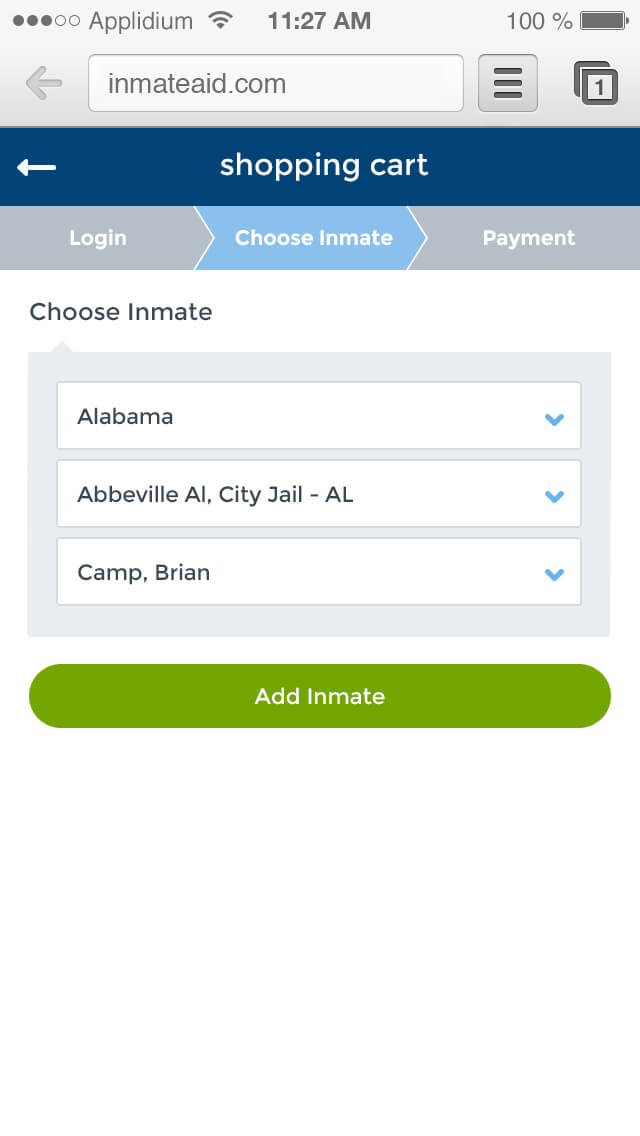 Applidium 11:27 AM 100 %
inmateaid.com 1
shopping cart
Login Choose Inmate Payment
Choose Inmate
Alabama
Abbeville Al, City Jail - AL
Camp, Brian
Add Inmate